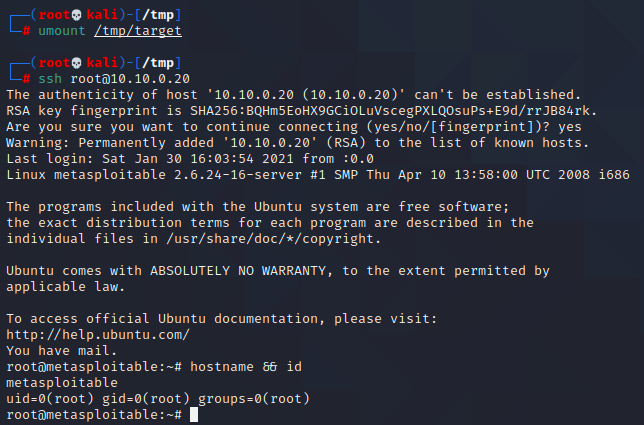 ┌──(root💀kali)-[/tmp]
└─# umount /tmp/target
┌──(root💀kali)-[/tmp]
└─# ssh root@10.10.0.20
The authenticity of host '10.10.0.20 (10.10.0.20)' can't be established.
RSA key fingerprint is SHA256:BQHm5EoHX9GCiOLuVscegPXLQOsuPs+E9d/rrJB84rk.
Are you sure you want to continue connecting (yes/no/[fingerprint])? yes
Warning: Permanently added '10.10.0.20' (RSA) to the list of known hosts.
Last login: Sat Jan 30 16:03:54 2021 from :0.0
Linux metasploitable 2.6.24-16-server #1 SMP Thu Apr 10 13:58:00 UTC 2008 i686
The programs included with the Ubuntu system are free software;
the exact distribution terms for each program are described in the
individual files in /usr/share/doc/*/copyright.
Ubuntu comes with ABSOLUTELY NO WARRANTY, to the extent permitted by
applicable law.
To access official Ubuntu documentation, please visit:
http://help.ubuntu.com/
You have mail.
root@metasploitable:~# hostname && id
metasploitable
uid=0(root) gid=0(root) groups=0(root)
root@metasploitable:~#